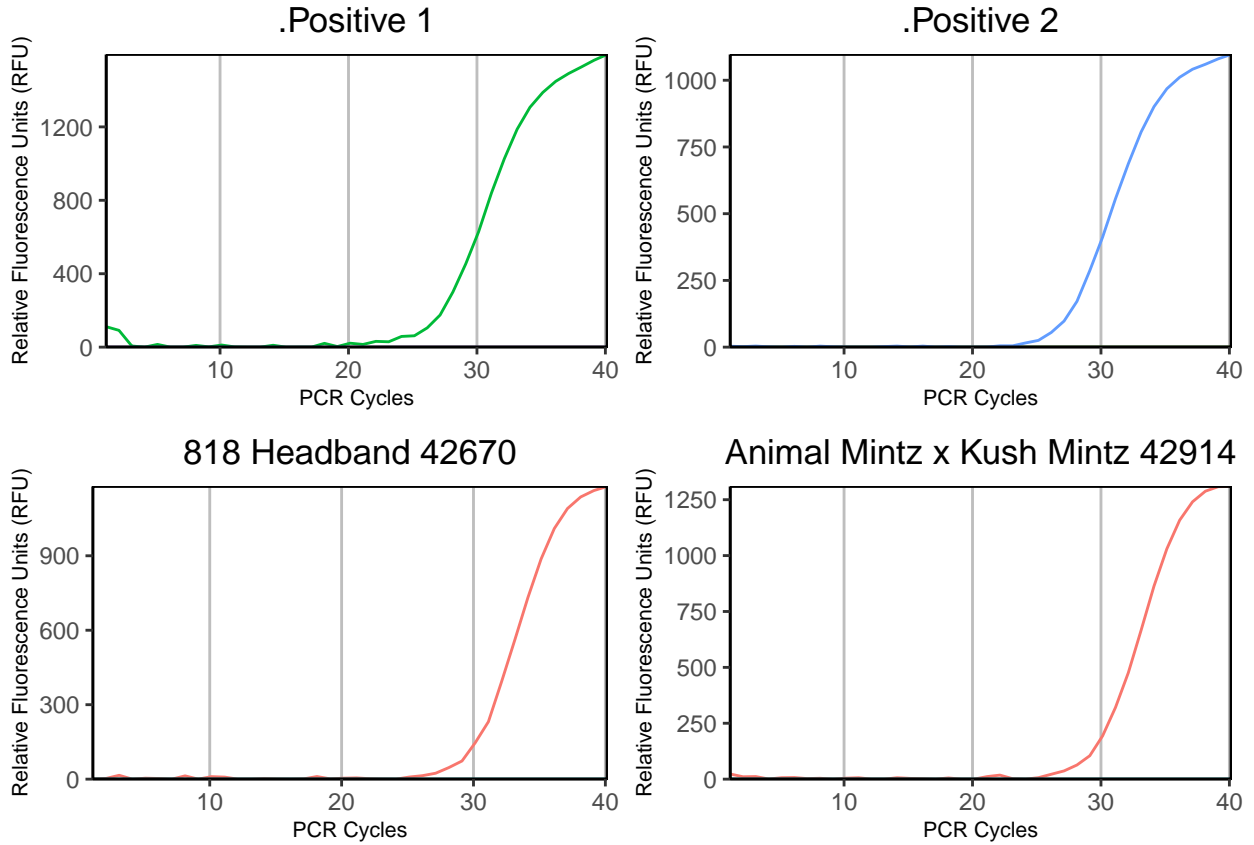 .Positive 1
Relative Fluorescence Units (RFU)
1200
800
400
0
10
20
30
40
PCR Cycles
.Positive 2
Relative Fluorescence Units (RFU)
1000
750
500
250
0
10
20
30
40
PCR Cycles
818 Headband 42670
Relative Fluorescence Units (RFU)
900
600
300
0
10
20
30
40
PCR Cycles
Animal Mintz x Kush Mintz 42914
Relative Fluorescence Units (RFU)
1250
1000
750
500
250
0
10
20
30
40
PCR Cycles